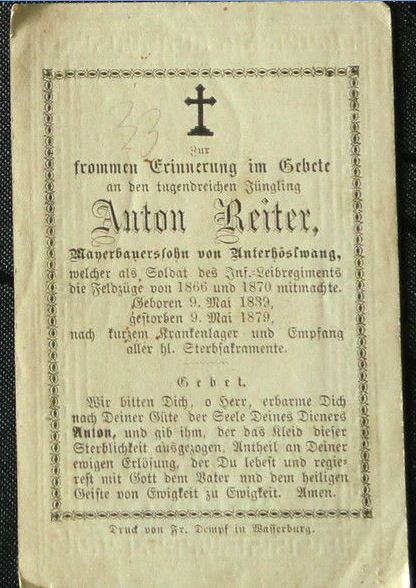 33
Zur
frommen Erinnerung im Gebete
an den tugendreichen Jüngling
Anton Reiter,
Mayerbauerssohn von Unterhöslwang,
welcher als Soldat des Inf.-Leibregiments
die Feldzüge von 1866 und 1870 mitmachte.
Geboren 9. Mai 1839,
gestorben 9. Mai 1879,
nach kurzem Krankenlager und Empfang
aller hl. Sterbsakramente.
Gebet.
Wir bitten Dich, o Herr, erbarme Dich
nach Deiner Güte der Seele Deines Dieners
Anton, und gib ihm, der das Kleid dieser
Sterblichkeit ausgezogen, Antheil an Deiner
ewigen Erlösung, der Du lebest und regie-
rest mit Gott dem Vater und dem heiligen
Geiste von Ewigkeit zu Ewigkeit. Amen.
Druck von Fr. Dempf in Wasserburg.